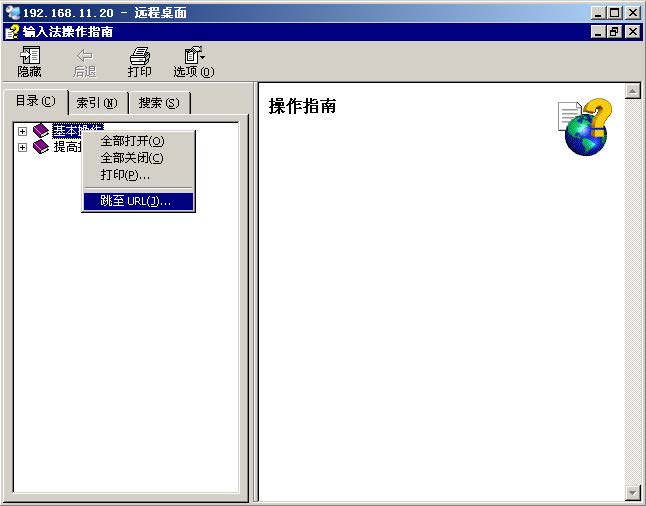 192.168.11.20 - 远程桌面
输入法操作指南
隐藏 后退 打印 选项(O)
目录(C) 索引(N) 搜索(S)
基本操作
提高
全部打开(O)
全部关闭(C)
打印(P)...
跳至 URL(J)...
操作指南